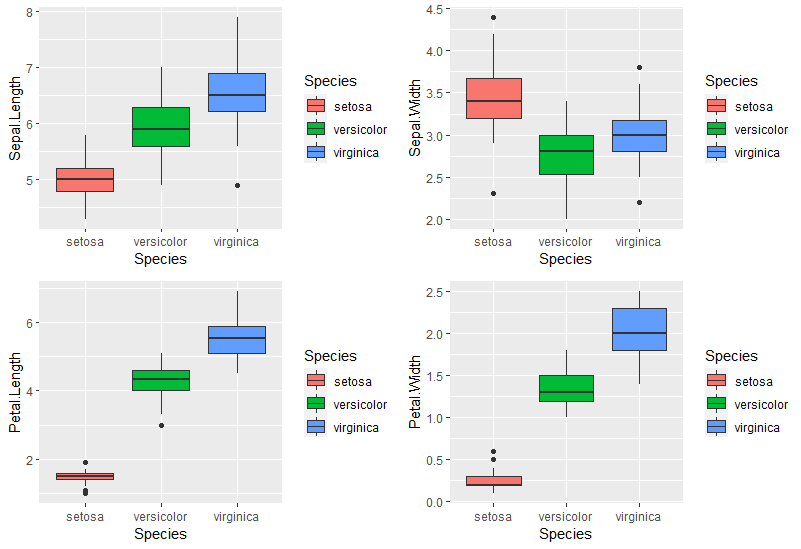 Sepal.Length
8
7
6
5
setosa versicolor virginica
Species
Species
setosa
versicolor
virginica
Sepal.Width
4.5
4.0
3.5
3.0
2.5
2.0
setosa versicolor virginica
Species
Species
setosa
versicolor
virginica
Petal.Length
6
4
2
setosa versicolor virginica
Species
Species
setosa
versicolor
virginica
Petal.Width
2.5
2.0
1.5
1.0
0.5
0.0
setosa versicolor virginica
Species
Species
setosa
versicolor
virginica